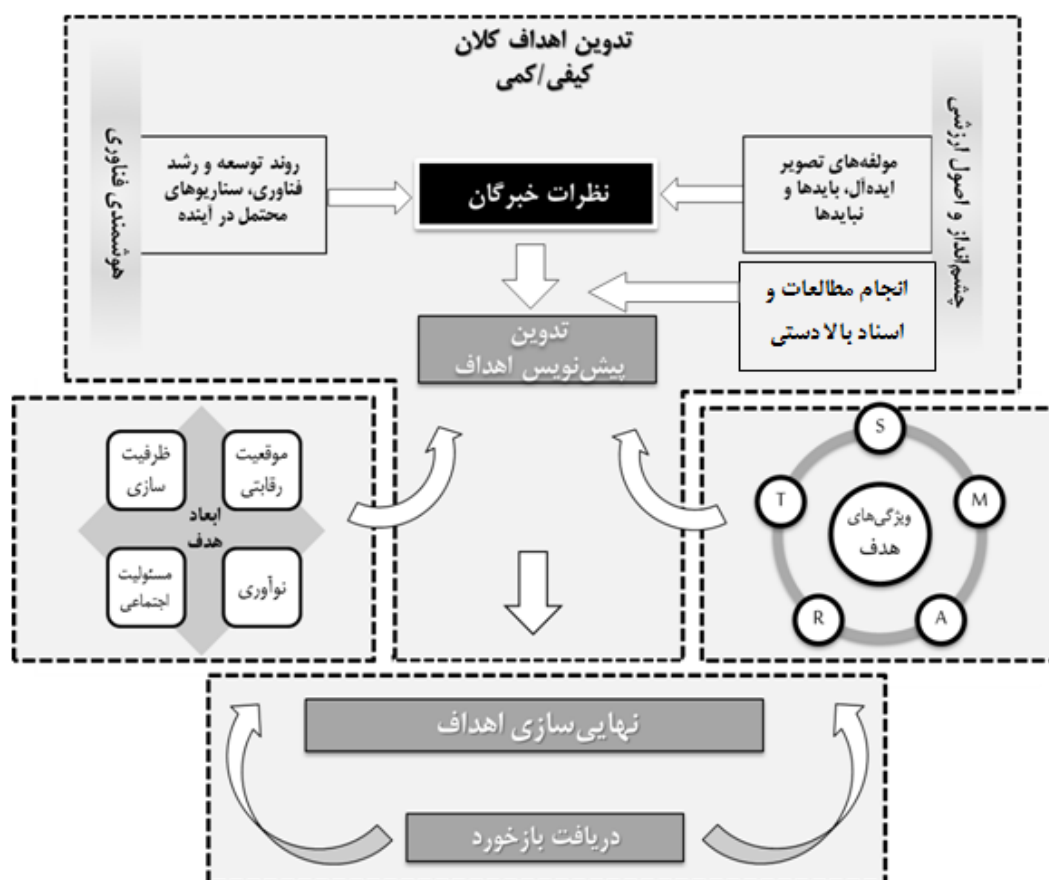 تدوین اهداف کلان
کیفی/کمی
چشم‌انداز و اصول ارزشی
مولفه‌های تصویر
ایده‌آل، بایدها و
نبایدها
نظرات خبرگان
روند توسعه و رشد
فناوری، سناریوهای
محتمل در آینده
هوشمندی فناوری
انجام مطالعات و
اسناد بالادستی
تدوین
پیش‌نویس اهداف
S
M
A
R
T
ویژگی‌های
هدف
موقعیت
رقابتی
ظرفیت
سازی
ابعاد
هدف
نوآوری
مسئولیت
اجتماعی
نهایی‌سازی اهداف
دریافت بازخورد